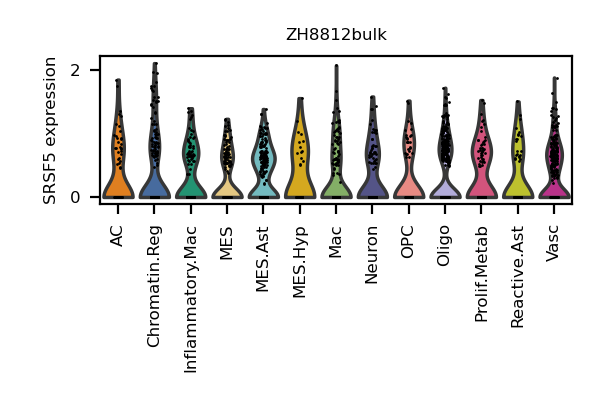 ZH8812bulk
SRSF5 expression
2
0
AC
Chromatin.Reg
Inflammatory.Mac
MES
MES.Ast
MES.Hyp
Mac
Neuron
OPC
Oligo
Prolif.Metab
Reactive.Ast
Vasc